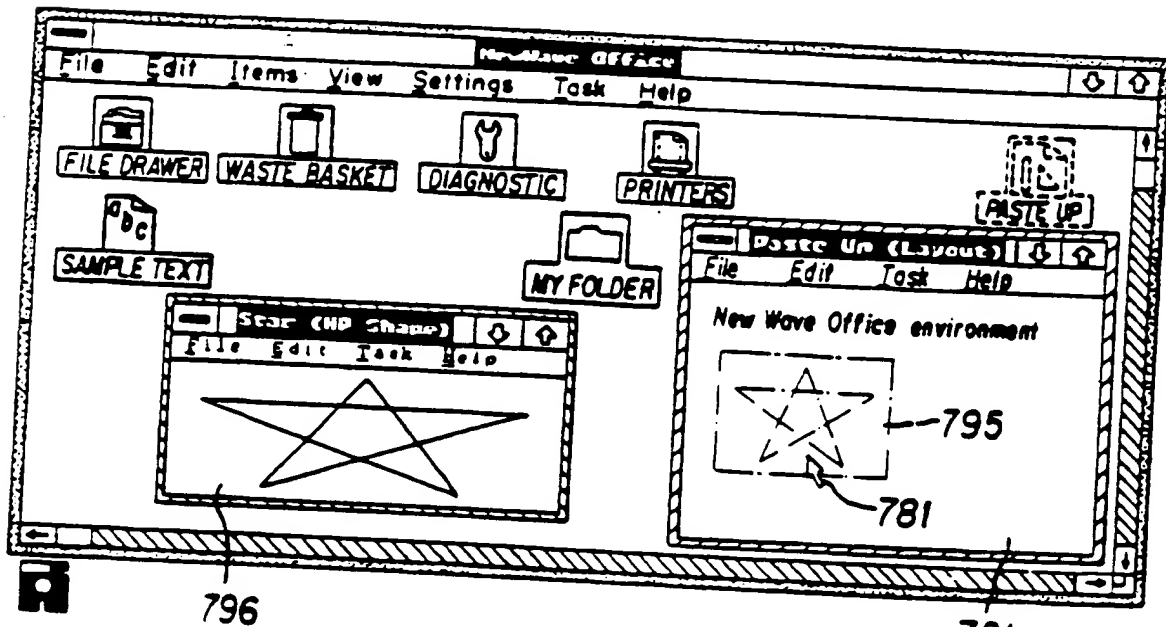 NewWave Office
File Edit Items View Settings Task Help
FILE DRAWER
WASTE BASKET
DIAGNOSTIC
PRINTERS
PASTE UP
abc
SAMPLE TEXT
MY FOLDER
Paste Up (Layout)
File Edit Task Help
New Wave Office environment
795
781
Star (HP Shape)
File Edit Task Help
796